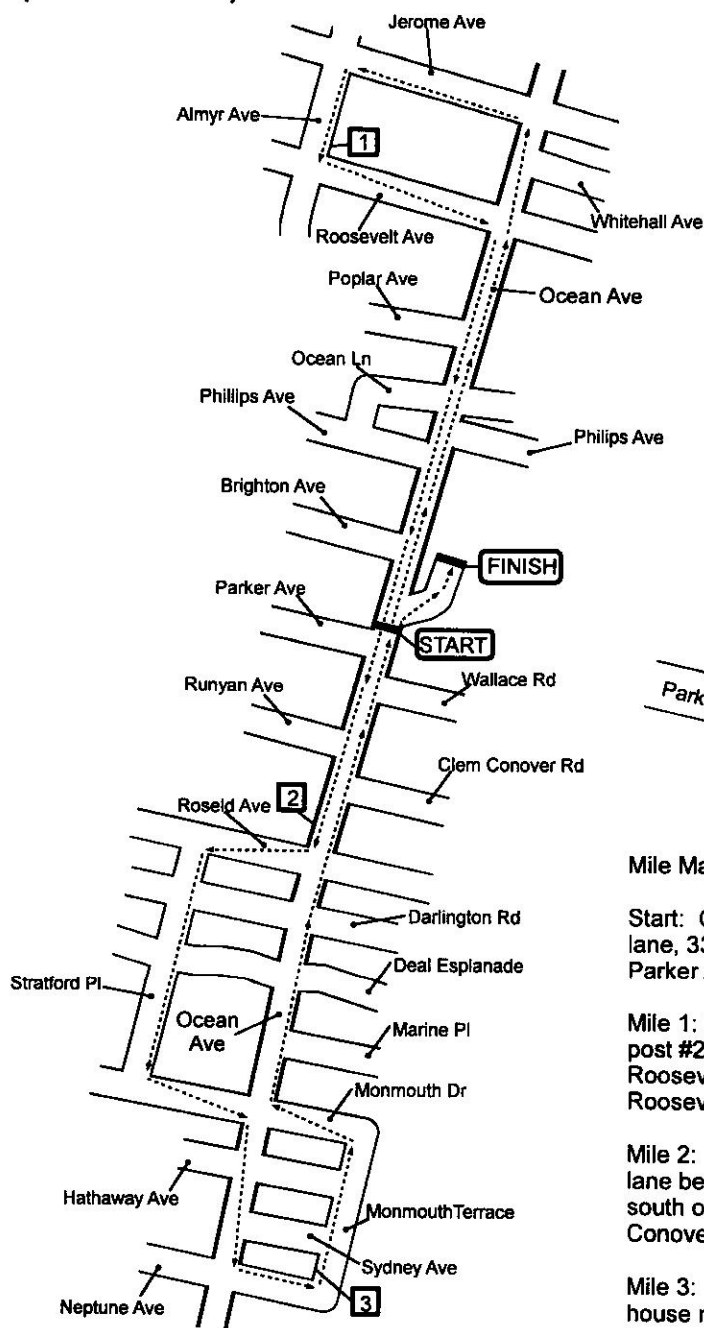 Jerome Ave
Almyr Ave
1
Whitehall Ave
Roosevelt Ave
Poplar Ave
Ocean Ave
Ocean Ln
Phillips Ave
Philips Ave
Brighton Ave
FINISH
Parker Ave
START
Wallace Rd
Runyan Ave
Park
Clem Conover Rd
2
Roseld Ave
Mile Ma
Start: 
lane, 33
Parker
Darlington Rd
Deal Esplanade
Stratford Pl
Ocean
Ave
Marine Pl
Mile 1:
post #2
Roosev
Roosev
Monmouth Dr
Mile 2:
lane be
south o
Conove
Hathaway Ave
MonmouthTerrace
Sydney Ave
Neptune Ave
3
Mile 3:
house n